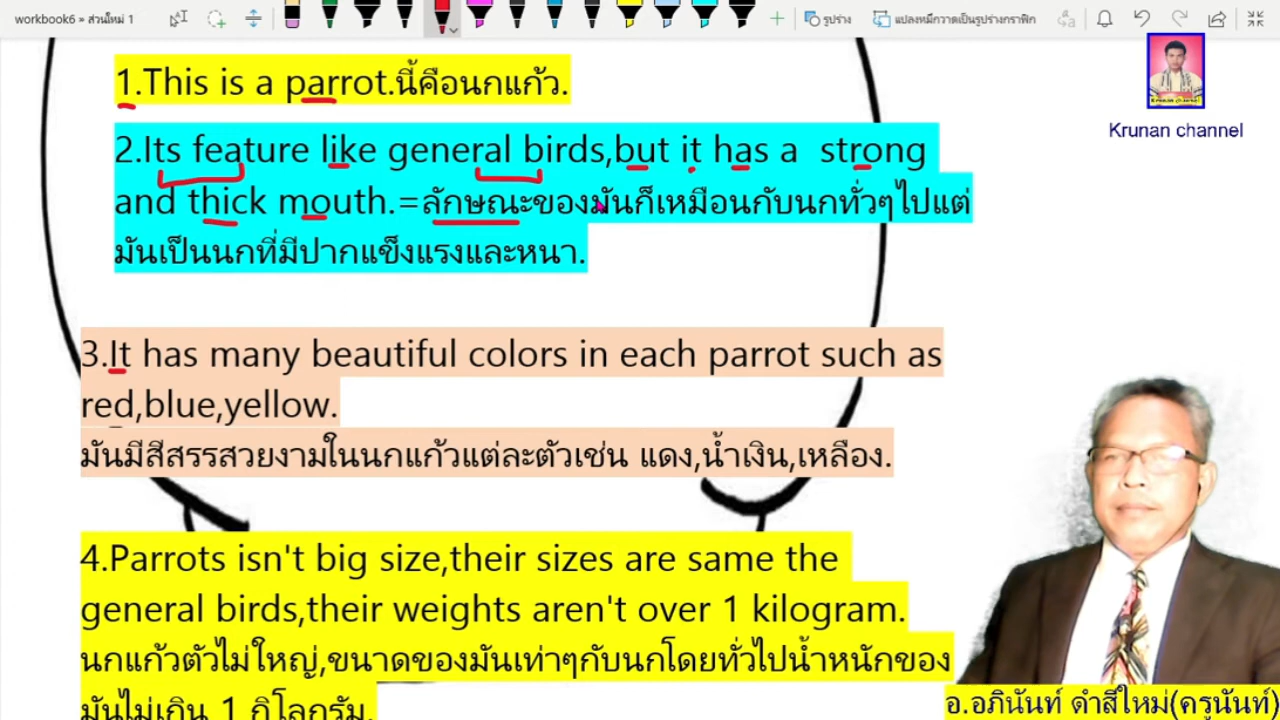 workbook6 » ส่วนใหม่ 1
รูปร่าง
แปลงหมึกวาดเป็นรูปร่างกราฟิก
Krunan channel
1.This is a parrot.นี้คือนกแก้ว.
2.Its feature like general birds,but it has a strong
and thick mouth.=ลักษณะของมันก็เหมือนกับนกทั่วๆไปแต่
มันเป็นนกที่มีปากแข็งแรงและหนา.
3.It has many beautiful colors in each parrot such as
red,blue,yellow.
มันมีสีสรรสวยงามในนกแก้วแต่ละตัวเช่น แดง,น้ำเงิน,เหลือง.
4.Parrots isn't big size,their sizes are same the
general birds,their weights aren't over 1 kilogram.
นกแก้วตัวไม่ใหญ่,ขนาดของมันเท่าๆกับนกโดยทั่วไปน้ำหนักของ
มันไม่เกิน 1 กิโลกรัม.
อ.อภินันท์ ดำสีใหม่(ครูนันท์)